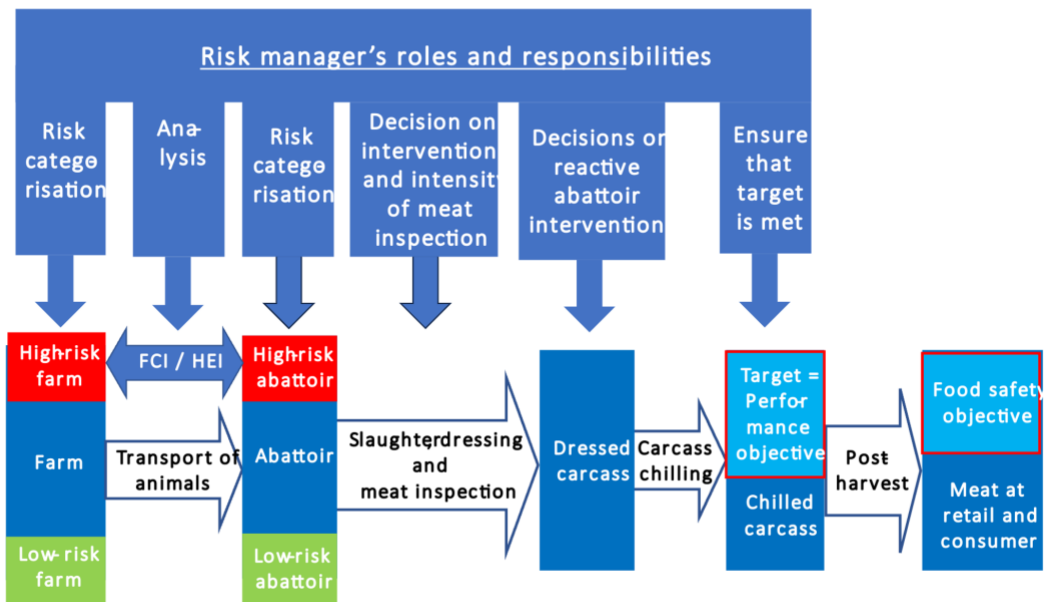 Risk manager's roles and responsibilities
Risk
catego
risation
Ana-
lysis
Risk
catego
risation
Decision on
intervention
and intensit
of meat
inspection
Decisions on
reactive
abattoir
intervention
Ensure
that
target
is met
High-risk
farm
FCI / HEI
High-risk
abattoir
Farm
Transport of
animals
Abattoir
Slaughter,dressing
and
meat inspection
Dressed
carcass
Carcass
chilling
Target =
Perfor
mance
objective
Chilled
carcass
Post-
harvest
Food safety
objective
Meat at
retail and
consumer
Low-risk
farm
Low-risk
abattoir